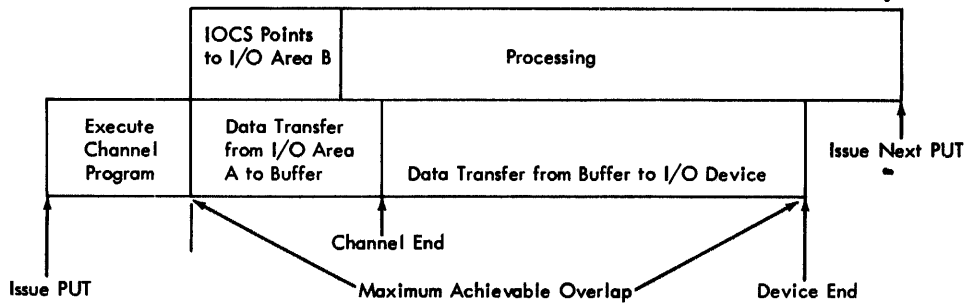 IOCS Points
to I/O Area B
Processing
Execute
Channel
Program
Data Transfer
from I/O Area
A to Buffer
Data Transfer from Buffer to I/O Device
Issue Next PUT
Channel End
Issue PUT
Maximum Achievable Overlap
Device End